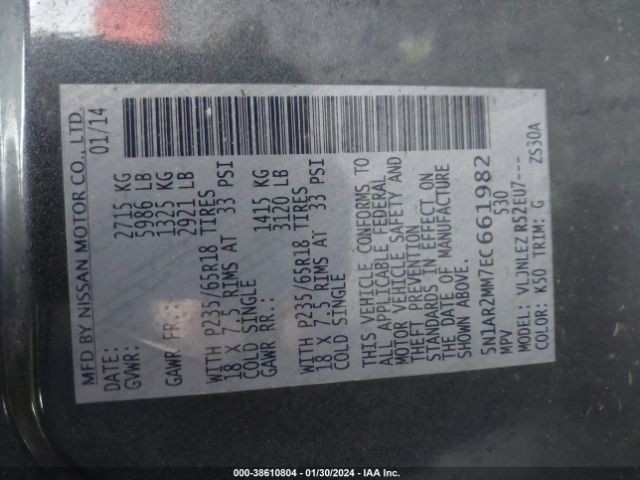 MFD BY NISSAN MOTOR CO., LTD.
DATE: 01/14
GVWR: 2715 KG
5986 LB
GAWR FR.: 1325 KG
2921 LB
WITH P235/65R18 TIRES
18 X 7.5 RIMS AT 33 PSI
COLD SINGLE
GAWR RR.: 1415 KG
3120 LB
WITH P235/65R18 TIRES
18 X 7.5 RIMS AT 33 PSI
COLD SINGLE
THIS VEHICLE CONFORMS TO
ALL APPLICABLE FEDERAL
MOTOR VEHICLE SAFETY AND
THEFT PREVENTION
STANDARDS IN EFFECT ON
THE DATE OF MANUFACTURE
SHOWN ABOVE.
5N1AR2MM7EC661982
MPV 530
MODEL: VLJNLEZ R52EU7---
COLOR: K50 TRIM: G ZS30A
000-38610804 - 01/30/2024 - IAA Inc.